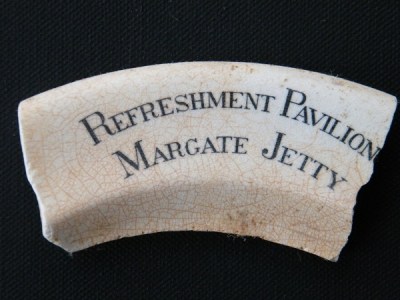 REFRESHMENT PAVILION
MARGATE JETTY